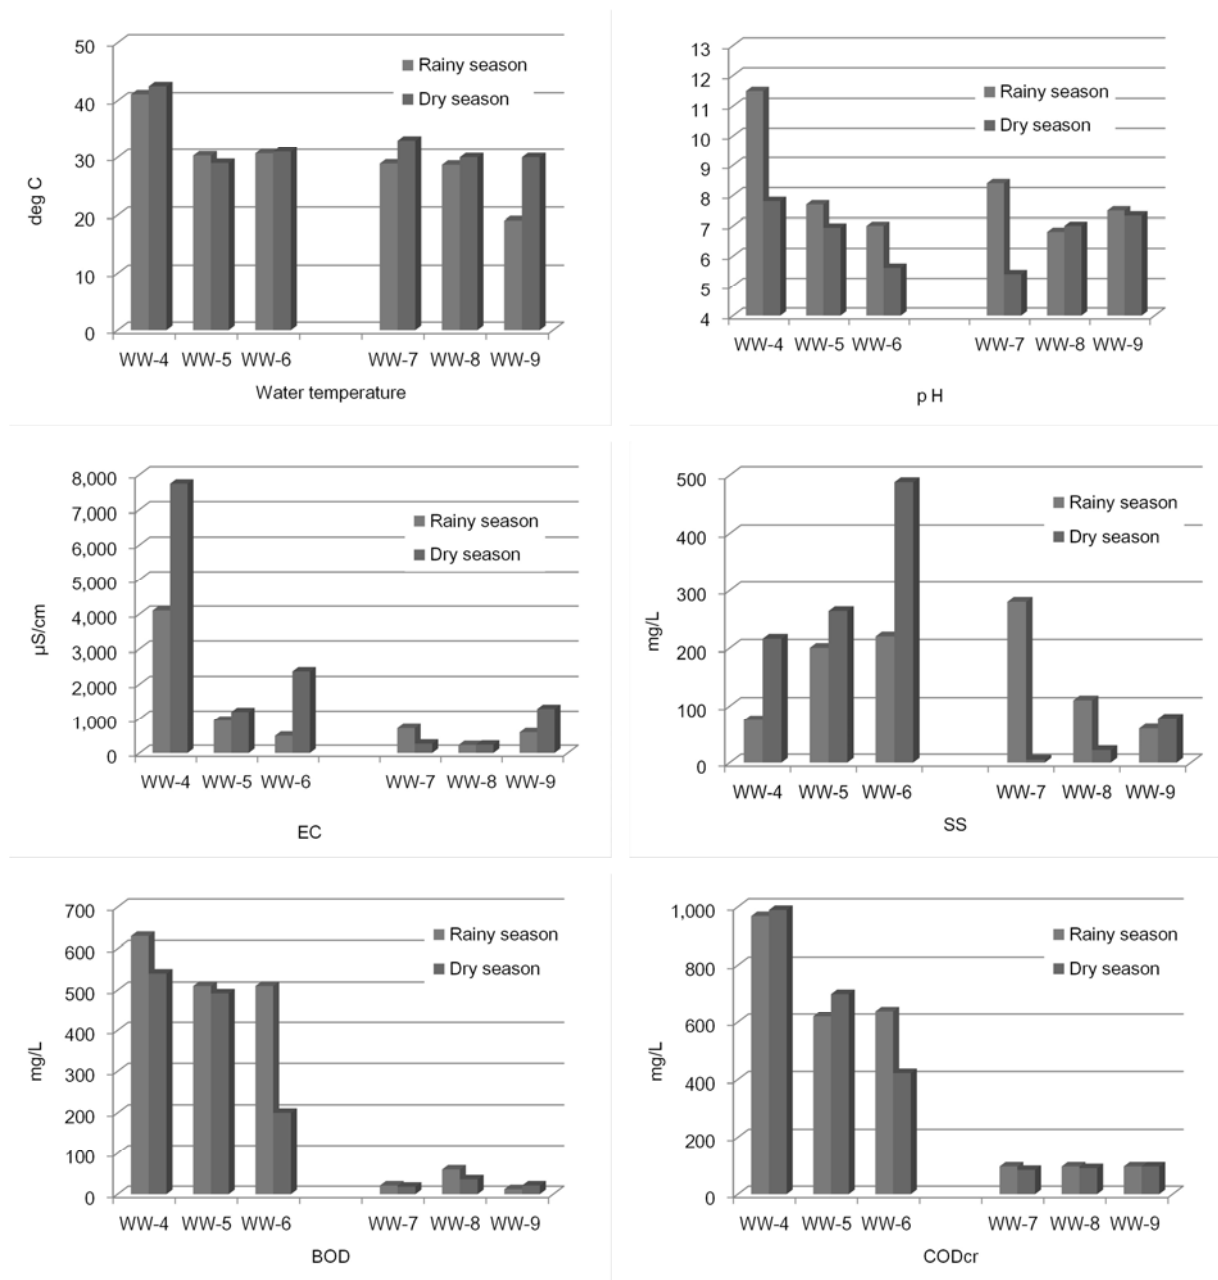 50
40
30
20
10
0
deg C
Rainy season
Dry season
WW-4 WW-5 WW-6 WW-7 WW-8 WW-9
Water temperature
13
12
11
10
9
8
7
6
5
4
Rainy season
Dry season
WW-4 WW-5 WW-6 WW-7 WW-8 WW-9
p H
8,000
7,000
6,000
5,000
4,000
3,000
2,000
1,000
0
µS/cm
Rainy season
Dry season
WW-4 WW-5 WW-6 WW-7 WW-8 WW-9
EC
500
400
300
200
100
0
mg/L
Rainy season
Dry season
WW-4 WW-5 WW-6 WW-7 WW-8 WW-9
SS
700
600
500
400
300
200
100
0
mg/L
Rainy season
Dry season
WW-4 WW-5 WW-6 WW-7 WW-8 WW-9
BOD
1,000
800
600
400
200
0
mg/L
Rainy season
Dry season
WW-4 WW-5 WW-6 WW-7 WW-8 WW-9
CODcr